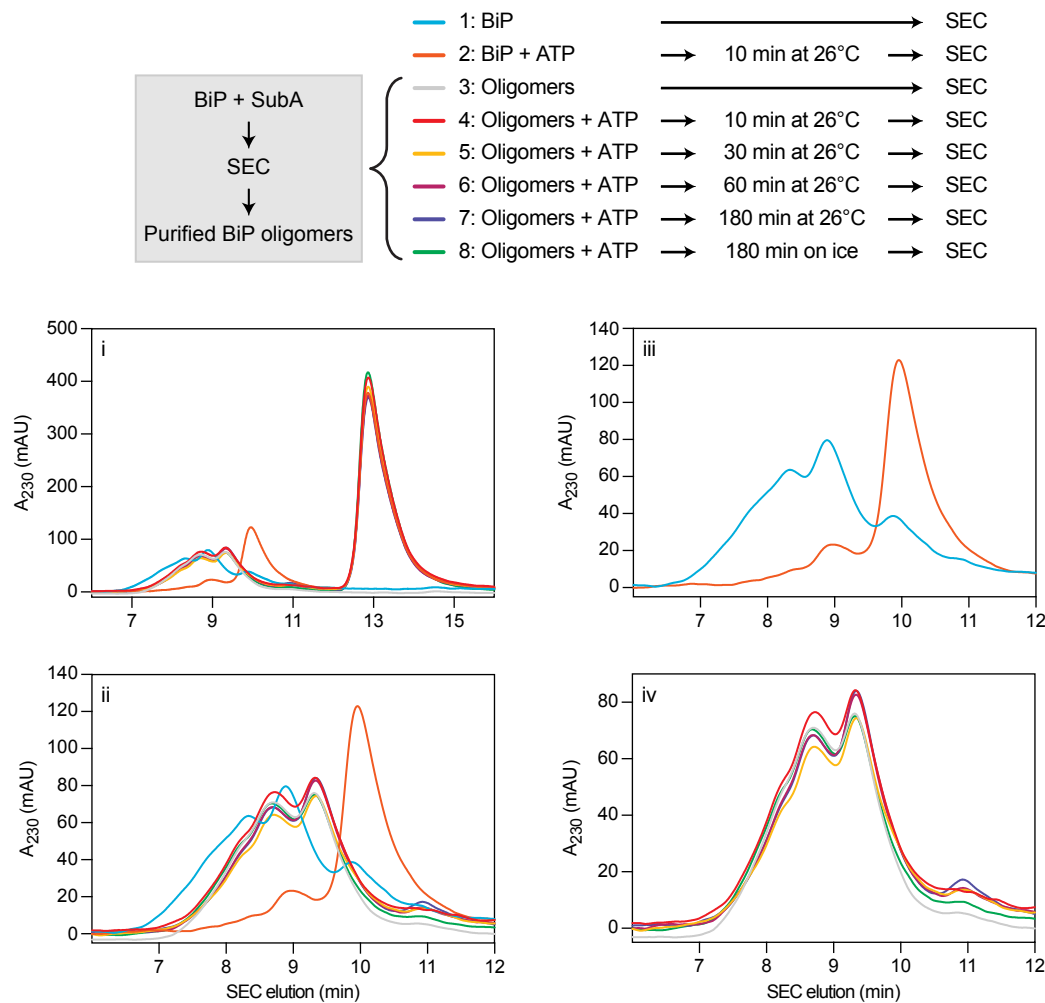 1: BiP → SEC
2: BiP + ATP → 10 min at 26°C → SEC
3: Oligomers → SEC
4: Oligomers + ATP → 10 min at 26°C → SEC
5: Oligomers + ATP → 30 min at 26°C → SEC
6: Oligomers + ATP → 60 min at 26°C → SEC
7: Oligomers + ATP → 180 min at 26°C → SEC
8: Oligomers + ATP → 180 min on ice → SEC
BiP + SubA
SEC
Purified BiP oligomers
i
500
400
300
200
100
0
A230 (mAU)
7 9 11 13 15
iii
140
120
100
80
60
40
20
0
A230 (mAU)
7 8 9 10 11 12
ii
140
120
100
80
60
40
20
0
A230 (mAU)
7 8 9 10 11 12
SEC elution (min)
iv
80
60
40
20
0
A230 (mAU)
7 8 9 10 11 12
SEC elution (min)